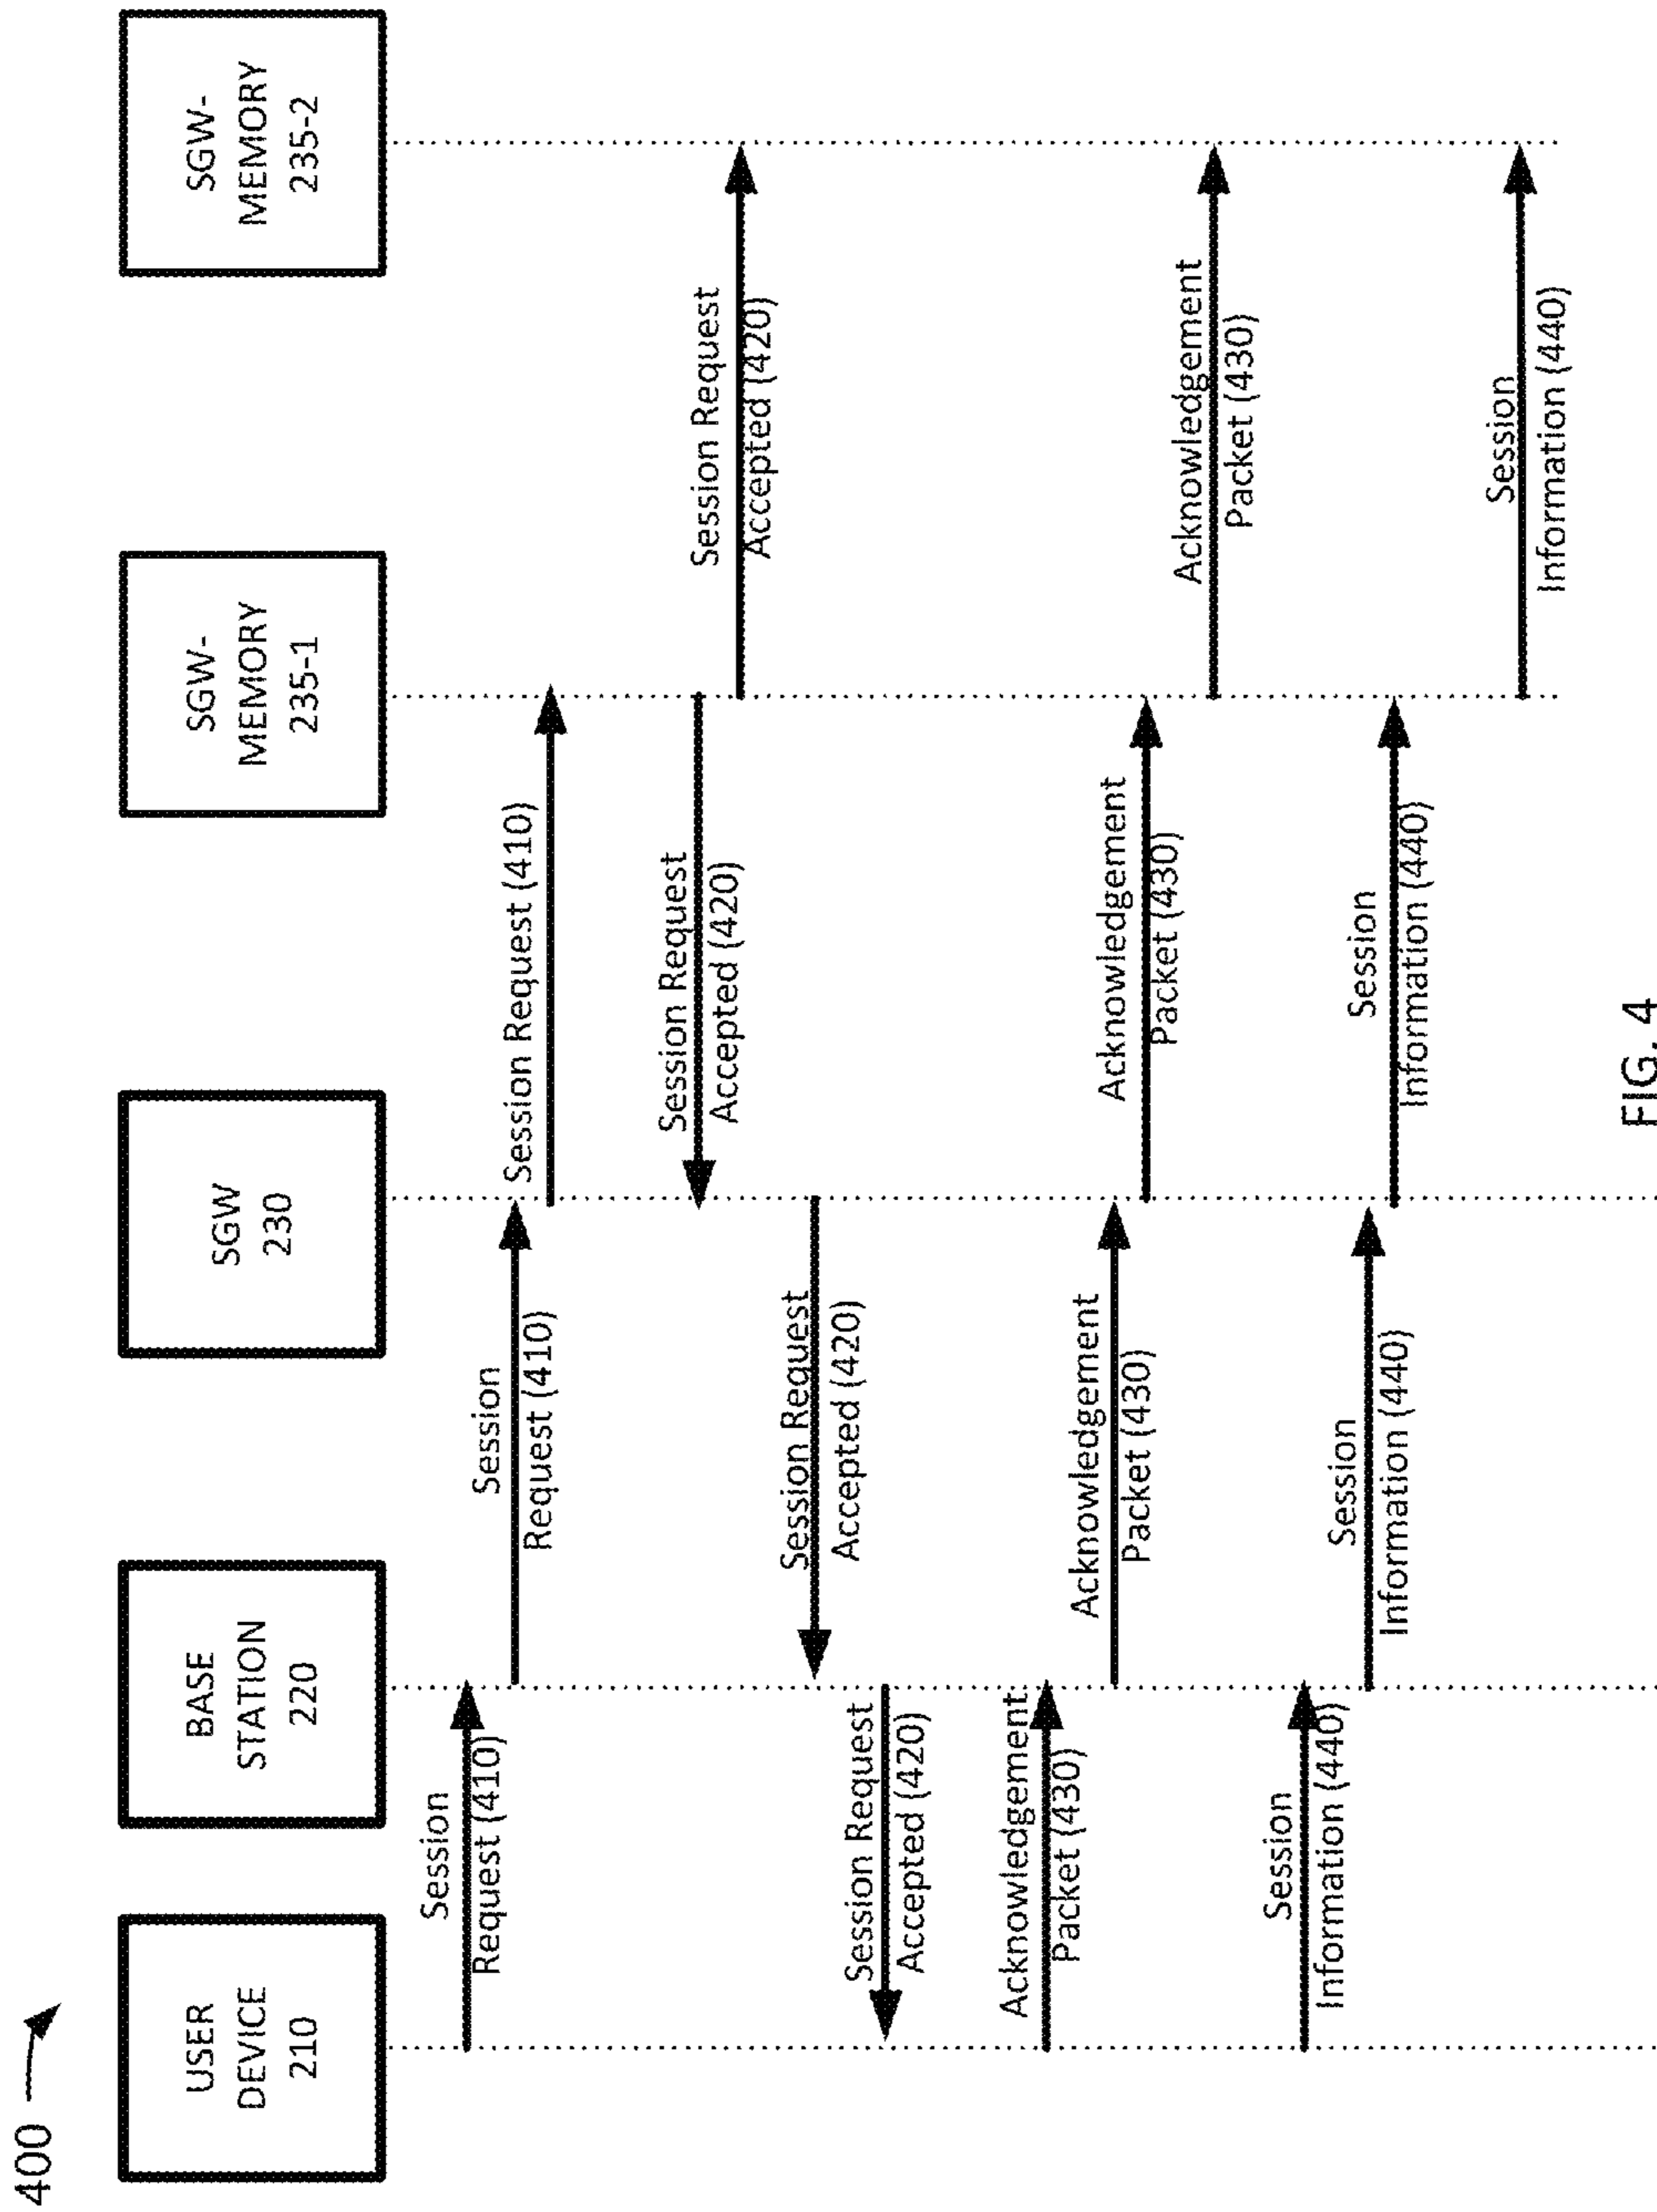 400
USER
DEVICE
210
BASE
STATION
220
SGW
230
SGW-
MEMORY
235-1
SGW-
MEMORY
235-2
Session
Request (410)
Session
Request (410)
Session Request (410)
Session Request
Accepted (420)
Session Request
Accepted (420)
Session Request
Accepted (420)
Session Request
Accepted (420)
Acknowledgement
Packet (430)
Acknowledgement
Packet (430)
Acknowledgement
Packet (430)
Acknowledgement
Packet (430)
Session
Information (440)
Session
Information (440)
Session
Information (440)
Session
Information (440)
FIG. 4